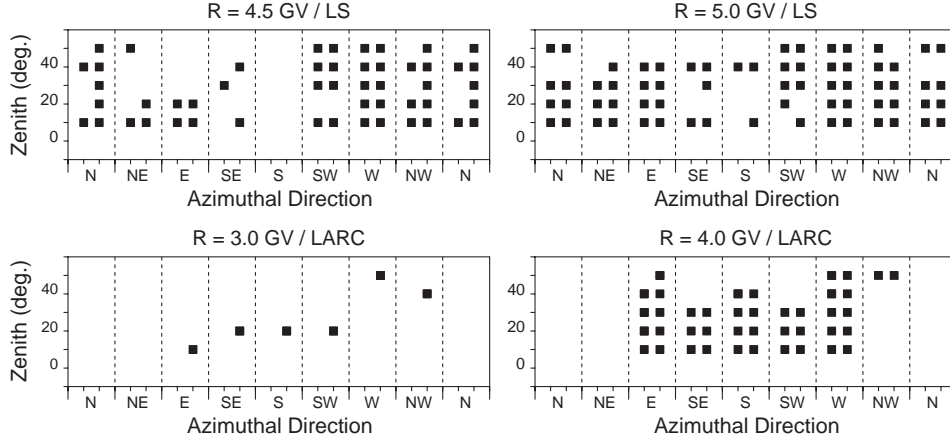 R = 4.5 GV / LS
Zenith (deg.)
40
20
0
N NE E SE S SW W NW N
Azimuthal Direction
R = 5.0 GV / LS
40
20
0
N NE E SE S SW W NW N
Azimuthal Direction
R = 3.0 GV / LARC
Zenith (deg.)
40
20
0
N NE E SE S SW W NW N
Azimuthal Direction
R = 4.0 GV / LARC
40
20
0
N NE E SE S SW W NW N
Azimuthal Direction